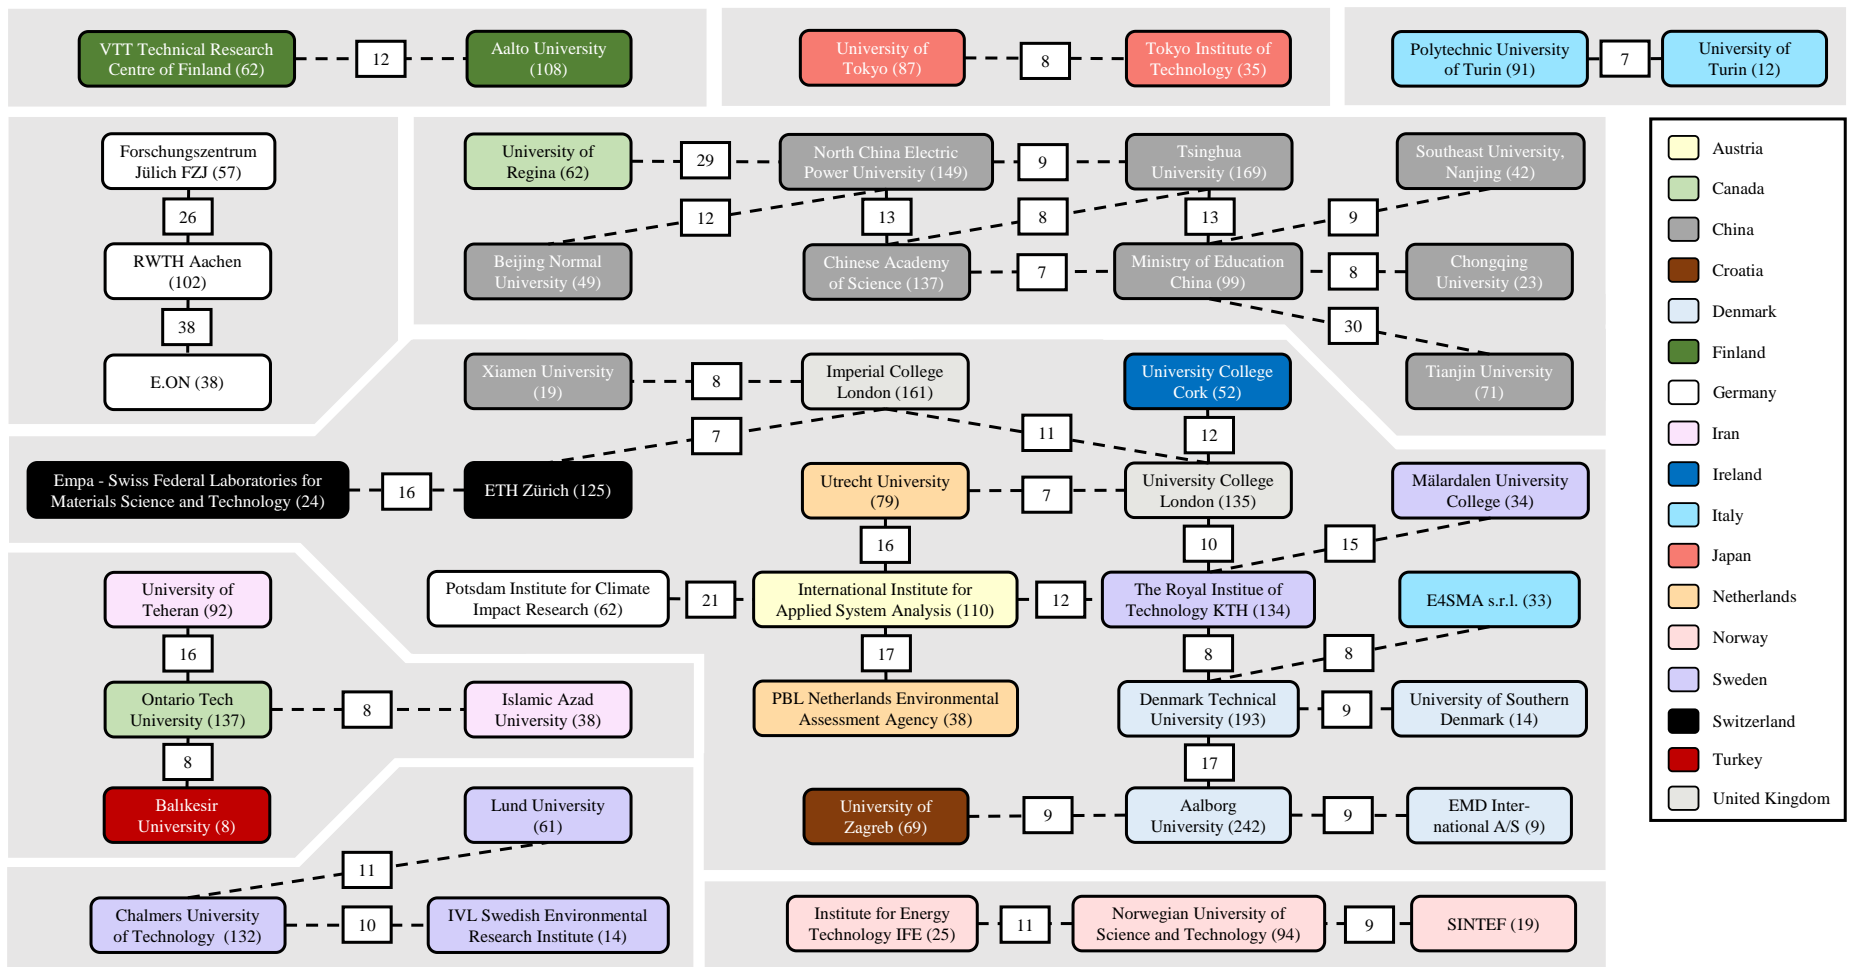 VTT Technical Research
Centre of Finland (62)
12
Aalto University
(108)
University of
Tokyo (87)
8
Tokyo Institute of
Technology (35)
Polytechnic University
of Turin (91)
7
University of
Turin (12)
Forschungszentrum
Jülich FZJ (57)
26
RWTH Aachen
(102)
38
E.ON (38)
University of
Regina (62)
29
North China Electric
Power University (149)
9
Tsinghua
University (169)
Southeast University,
Nanjing (42)
12
13
8
13
9
Beijing Normal
University (49)
Chinese Academy
of Science (137)
7
Ministry of Education
China (99)
8
Chongqing
University (23)
30
Tianjin University
(71)
Xiamen University
(19)
8
Imperial College
London (161)
University College
Cork (52)
7
11
12
Empa - Swiss Federal Laboratories for
Materials Science and Technology (24)
16
ETH Zürich (125)
Utrecht University
(79)
7
University College
London (135)
Mälardalen University
College (34)
16
10
15
Potsdam Institute for Climate
Impact Research (62)
21
International Institute for
Applied System Analysis (110)
12
The Royal Institue of
Technology KTH (134)
E4SMA s.r.l. (33)
17
8
8
PBL Netherlands Environmental
Assessment Agency (38)
Denmark Technical
University (193)
9
University of Southern
Denmark (14)
17
University of
Zagreb (69)
9
Aalborg
University (242)
9
EMD Inter-
national A/S (9)
University of
Teheran (92)
16
Ontario Tech
University (137)
8
Islamic Azad
University (38)
8
Balıkesir
University (8)
Lund University
(61)
11
Chalmers University
of Technology (132)
10
IVL Swedish Environmental
Research Institute (14)
Institute for Energy
Technology IFE (25)
11
Norwegian University of
Science and Technology (94)
9
SINTEF (19)
Austria
Canada
China
Croatia
Denmark
Finland
Germany
Iran
Ireland
Italy
Japan
Netherlands
Norway
Sweden
Switzerland
Turkey
United Kingdom